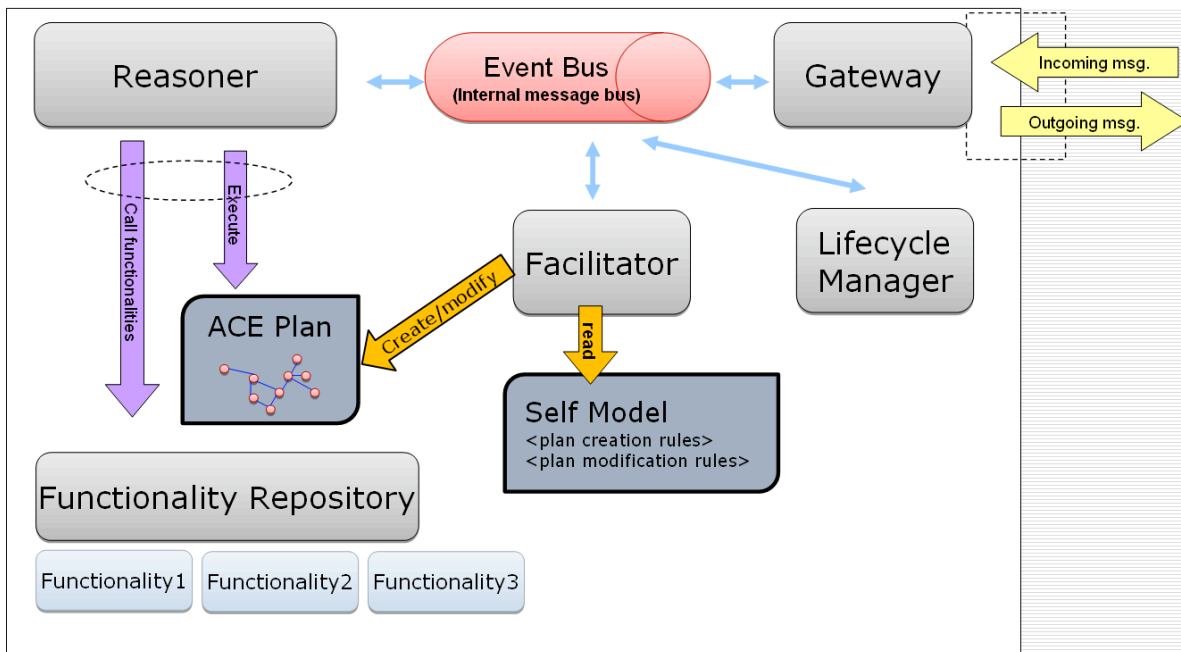 Reasoner
Event Bus
(Internal message bus)
Gateway
Incoming msg.
Outgoing msg.
Call functionalities
Execute
Facilitator
Lifecycle
Manager
Create/modify
read
ACE Plan
Self Model
<plan creation rules>
<plan modification rules>
Functionality Repository
Functionality1
Functionality2
Functionality3